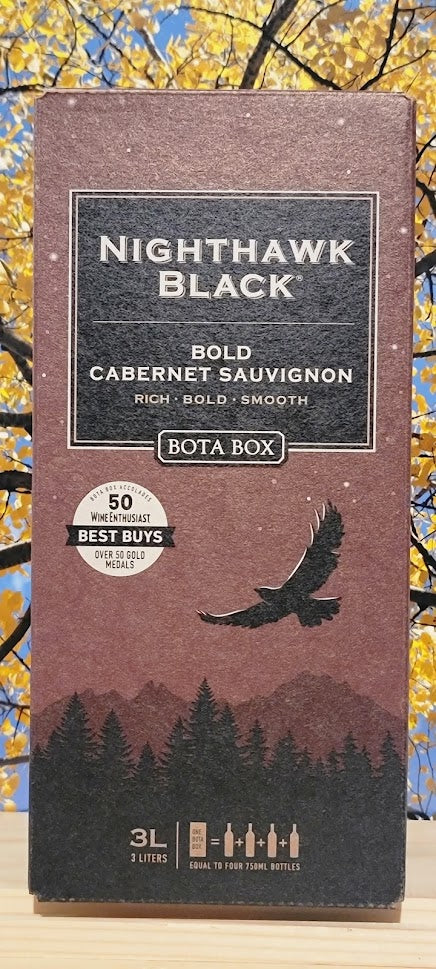 NIGHTHAWK
BLACK®
BOLD
CABERNET SAUVIGNON
RICH · BOLD · SMOOTH
BOTA BOX
BOTA BOX ACCOLADES
50
WINE ENTHUSIAST
BEST BUYS
OVER 50 GOLD
MEDALS
3L
3 LITERS
ONE
BOTA
BOX
= + + +
EQUAL TO FOUR 750ML BOTTLES